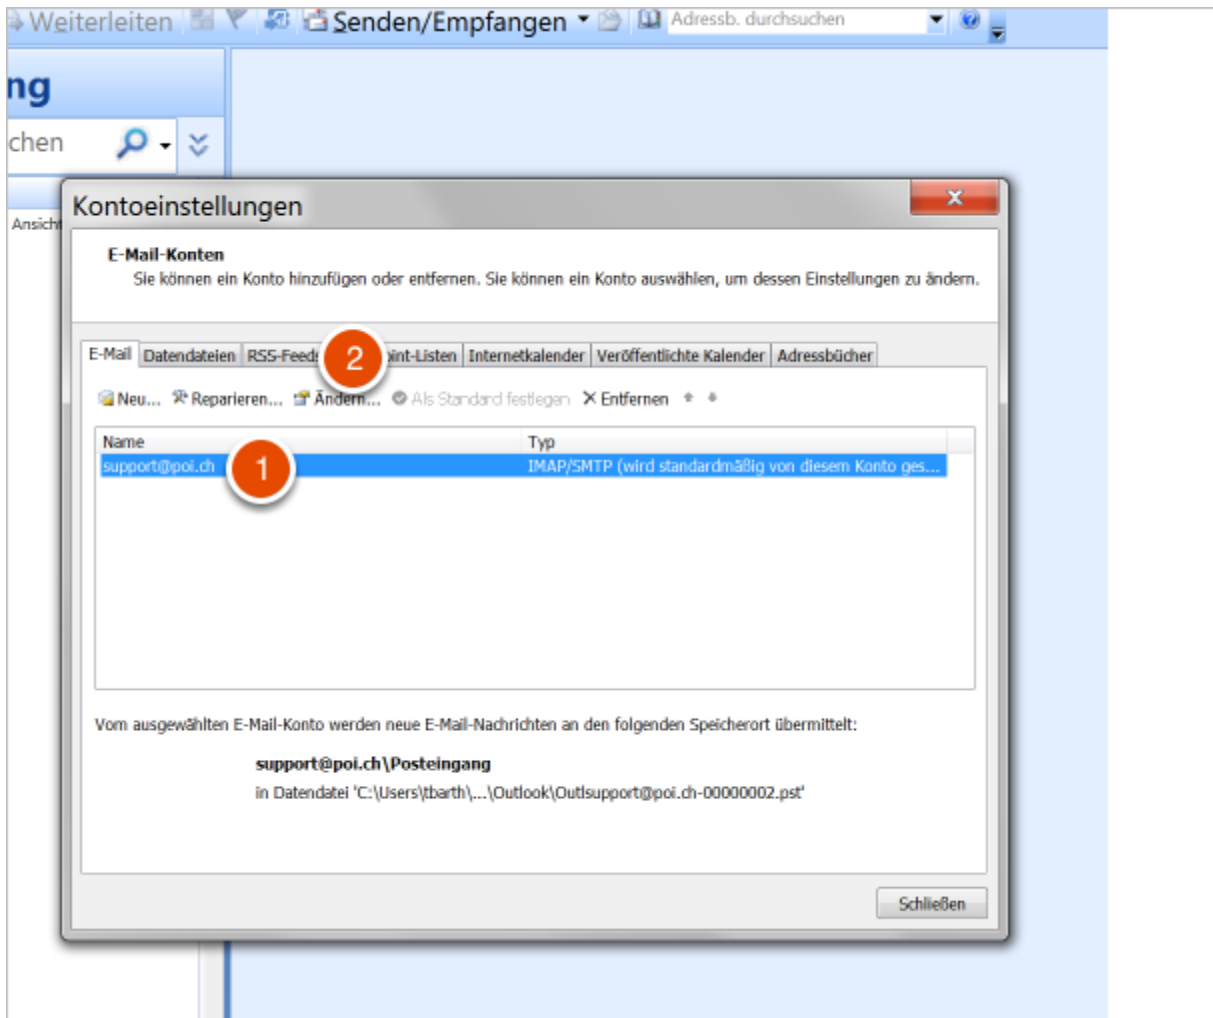 Weiterleiten Senden/Empfangen Adressb. durchsuchen
ng
chen
Ansicht
Kontoeinstellungen
E-Mail-Konten
Sie können ein Konto hinzufügen oder entfernen. Sie können ein Konto auswählen, um dessen Einstellungen zu ändern.
E-Mail Datendateien RSS-Feeds 2 int-Listen Internetkalender Veröffentlichte Kalender Adressbücher
Neu... Reparieren... Ändern... Als Standard festlegen Entfernen
Name Typ
support@poi.ch 1 IMAP/SMTP (wird standardmäßig von diesem Konto ges...
Vom ausgewählten E-Mail-Konto werden neue E-Mail-Nachrichten an den folgenden Speicherort übermittelt:
support@poi.ch\Posteingang
in Datendatei 'C:\Users\tbarth\...\Outlook\Outlsupport@poi.ch-00000002.pst'
Schließen